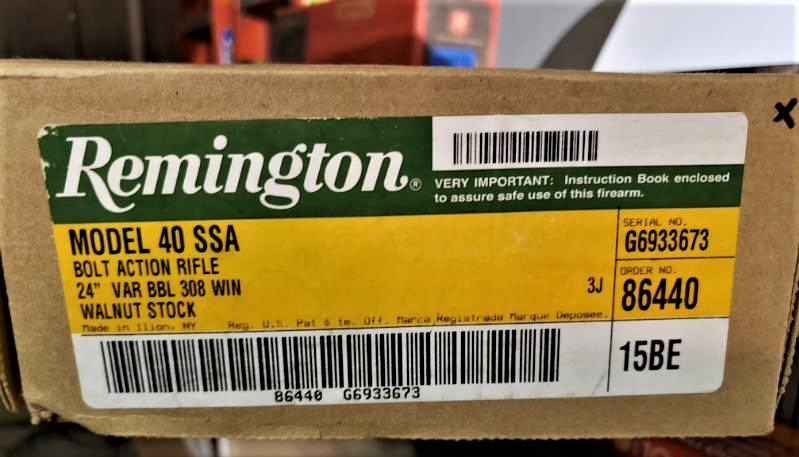 Remington®
VERY IMPORTANT: Instruction Book enclosed
to assure safe use of this firearm.
MODEL 40 SSA
BOLT ACTION RIFLE
24" VAR BBL 308 WIN
3J
WALNUT STOCK
Made in Ilion, NY Reg. U.S. Pat & tm. Off. Marca Registrada Marque Deposee.
SERIAL NO.
G6933673
ORDER NO.
86440
15BE
86440 G6933673
X